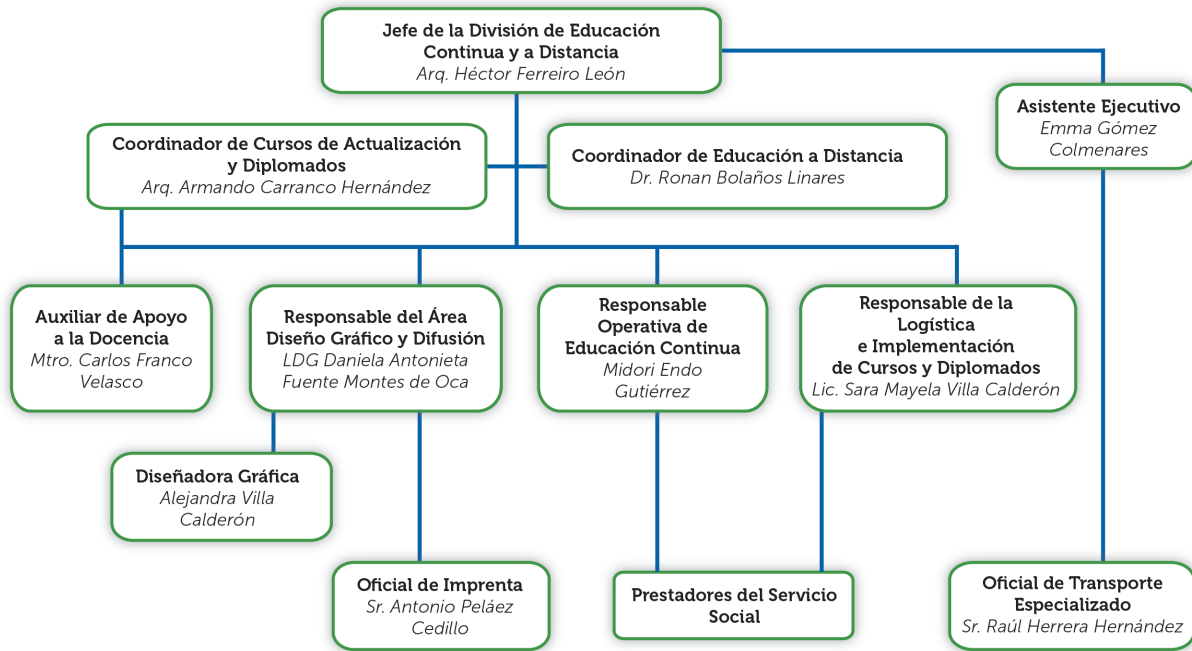 Jefe de la División de Educación
Continua y a Distancia
Arq. Héctor Ferreiro León
Asistente Ejecutivo
Emma Gómez
Colmenares
Coordinador de Cursos de Actualización
y Diplomados
Arq. Armando Carranco Hernández
Coordinador de Educación a Distancia
Dr. Ronan Bolaños Linares
Auxiliar de Apoyo
a la Docencia
Mtro. Carlos Franco
Velasco
Responsable del Área
Diseño Gráfico y Difusión
LDG Daniela Antonieta
Fuente Montes de Oca
Responsable
Operativa de
Educación Continua
Midori Endo
Gutiérrez
Responsable de la
Logística
e Implementación
de Cursos y Diplomados
Lic. Sara Mayela Villa Calderón
Diseñadora Gráfica
Alejandra Villa
Calderón
Oficial de Imprenta
Sr. Antonio Peláez
Cedillo
Prestadores del Servicio
Social
Oficial de Transporte
Especializado
Sr. Raúl Herrera Hernández